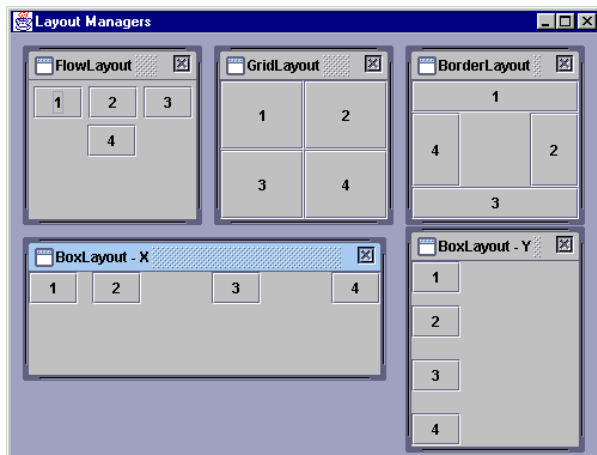 Layout Managers
FlowLayout
1 2 3
4
GridLayout
1 2
3 4
BorderLayout
1
4 2
3
BoxLayout - X
1 2 3 4
BoxLayout - Y
1
2
3
4